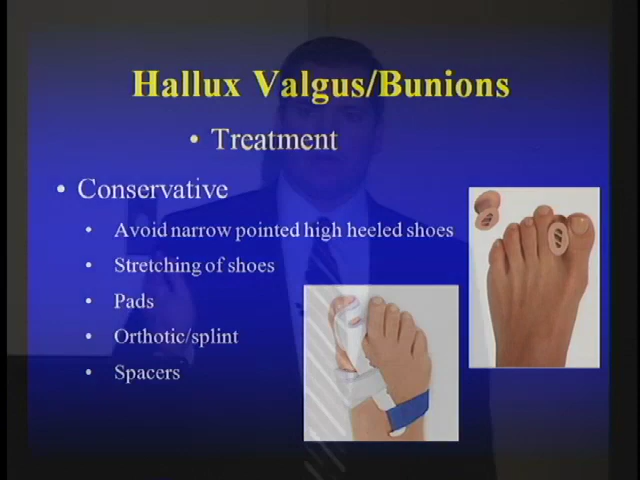 Hallux Valgus/Bunions
• Treatment
• Conservative
• Avoid narrow pointed high heeled shoes
• Stretching of shoes
• Pads
• Orthotic/splint
• Spacers